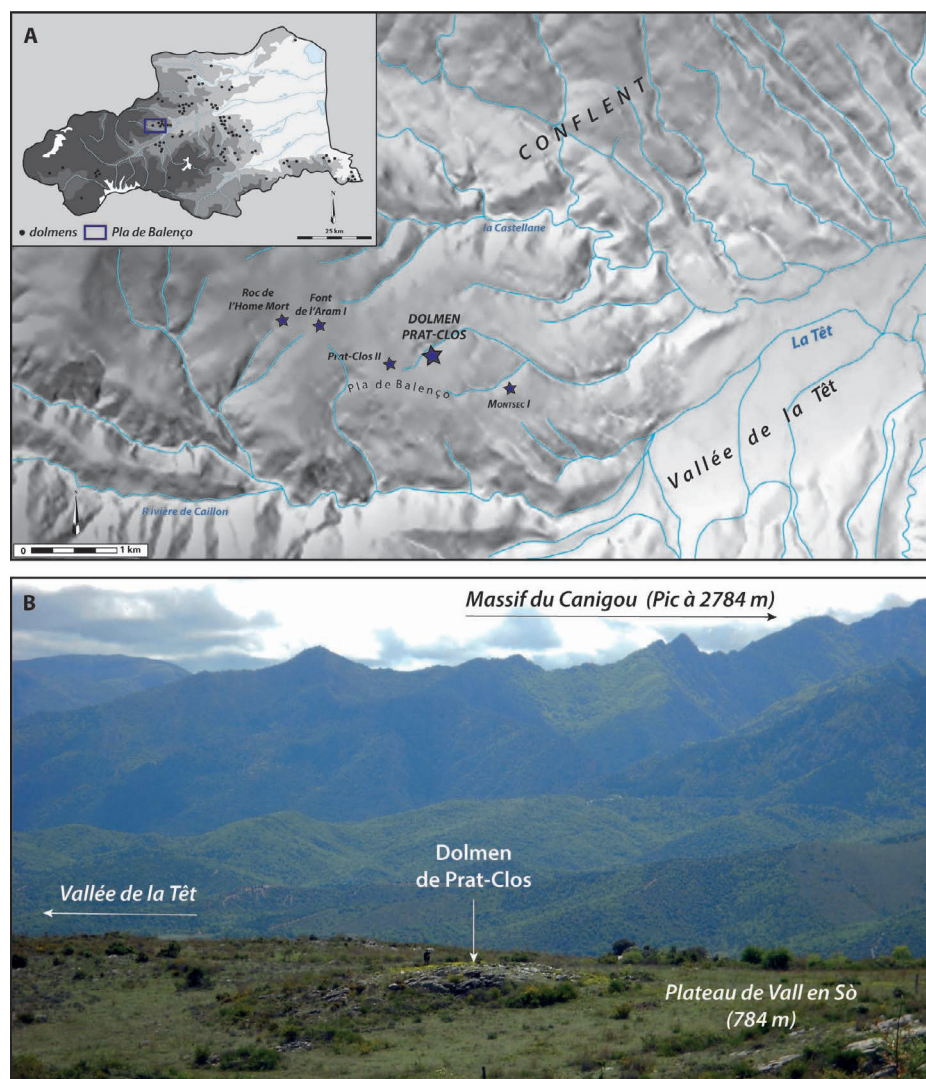 A
N
25 km
dolmens
Pla de Balenço
CONFLENT
la Castellane
Roc de
l'Home Mort
Font
de l'Aram I
DOLMEN
PRAT-CLOS
Prat-Clos II
Pla de Balenço
MONTSEC I
La Têt
Vallée de la Têt
Rivière de Caillon
N
0
1 km
B
Massif du Canigou (Pic à 2784 m)
Dolmen
de Prat-Clos
Vallée de la Têt
Plateau de Vall en Sò
(784 m)